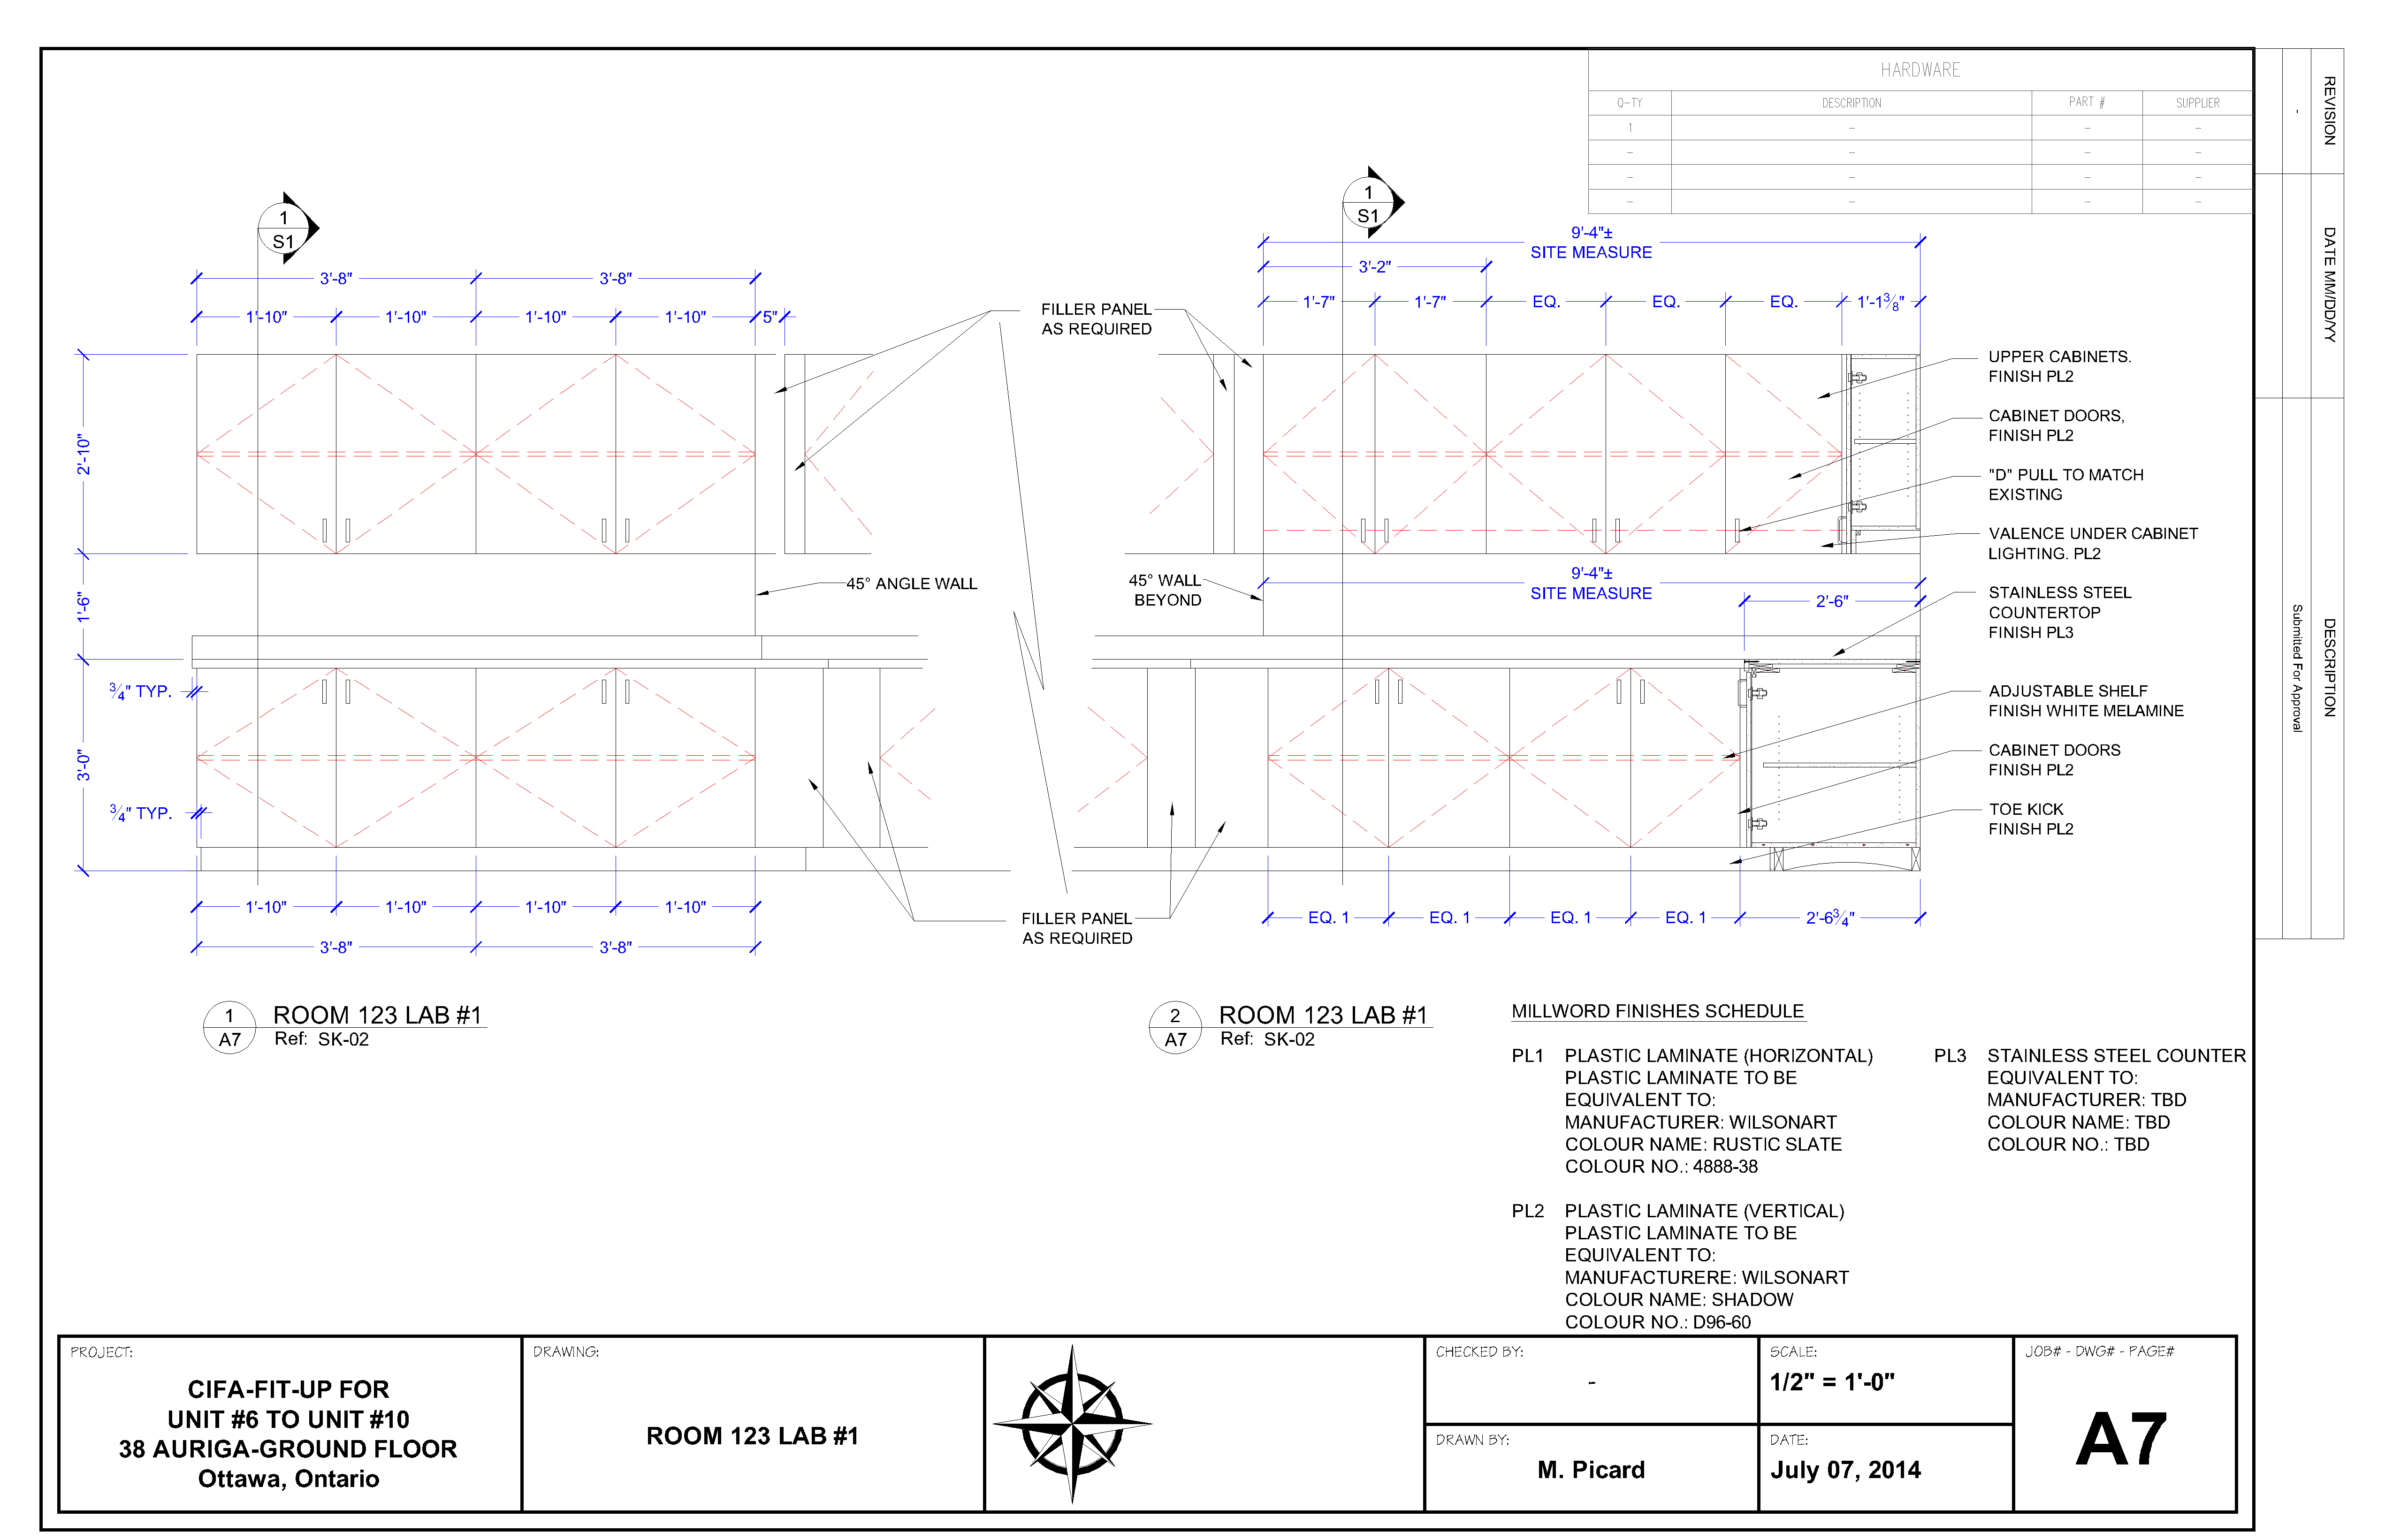 HARDWARE
Q-TY DESCRIPTION PART # SUPPLIER
1 – – –
– – – –
– – – –
– – – –
REVISION
-
DATE MM/DD/YY
DESCRIPTION
Submitted For Approval
1
S1
1
S1
3'-8" 3'-8"
1'-10" 1'-10" 1'-10" 1'-10" 5"
2'-10"
1'-6"
3'-0"
3/4" TYP.
3/4" TYP.
45° ANGLE WALL
1'-10" 1'-10" 1'-10" 1'-10"
3'-8" 3'-8"
FILLER PANEL
AS REQUIRED
FILLER PANEL
AS REQUIRED
9'-4"±
SITE MEASURE
3'-2"
1'-7" 1'-7" EQ. EQ. EQ. 1'-13/8"
45° WALL
BEYOND
9'-4"±
SITE MEASURE
2'-6"
EQ. 1 EQ. 1 EQ. 1 EQ. 1 2'-63/4"
UPPER CABINETS.
FINISH PL2
CABINET DOORS,
FINISH PL2
"D" PULL TO MATCH
EXISTING
VALENCE UNDER CABINET
LIGHTING. PL2
STAINLESS STEEL
COUNTERTOP
FINISH PL3
ADJUSTABLE SHELF
FINISH WHITE MELAMINE
CABINET DOORS
FINISH PL2
TOE KICK
FINISH PL2
1
A7
ROOM 123 LAB #1
Ref: SK-02
2
A7
ROOM 123 LAB #1
Ref: SK-02
MILLWORD FINISHES SCHEDULE
PL1 PLASTIC LAMINATE (HORIZONTAL)
PLASTIC LAMINATE TO BE
EQUIVALENT TO:
MANUFACTURER: WILSONART
COLOUR NAME: RUSTIC SLATE
COLOUR NO.: 4888-38
PL2 PLASTIC LAMINATE (VERTICAL)
PLASTIC LAMINATE TO BE
EQUIVALENT TO:
MANUFACTURERE: WILSONART
COLOUR NAME: SHADOW
COLOUR NO.: D96-60
PL3 STAINLESS STEEL COUNTER
EQUIVALENT TO:
MANUFACTURER: TBD
COLOUR NAME: TBD
COLOUR NO.: TBD
PROJECT:
CIFA-FIT-UP FOR
UNIT #6 TO UNIT #10
38 AURIGA-GROUND FLOOR
Ottawa, Ontario
DRAWING:
ROOM 123 LAB #1
CHECKED BY:
-
DRAWN BY:
M. Picard
SCALE:
1/2" = 1'-0"
DATE:
July 07, 2014
JOB# - DWG# - PAGE#
A7